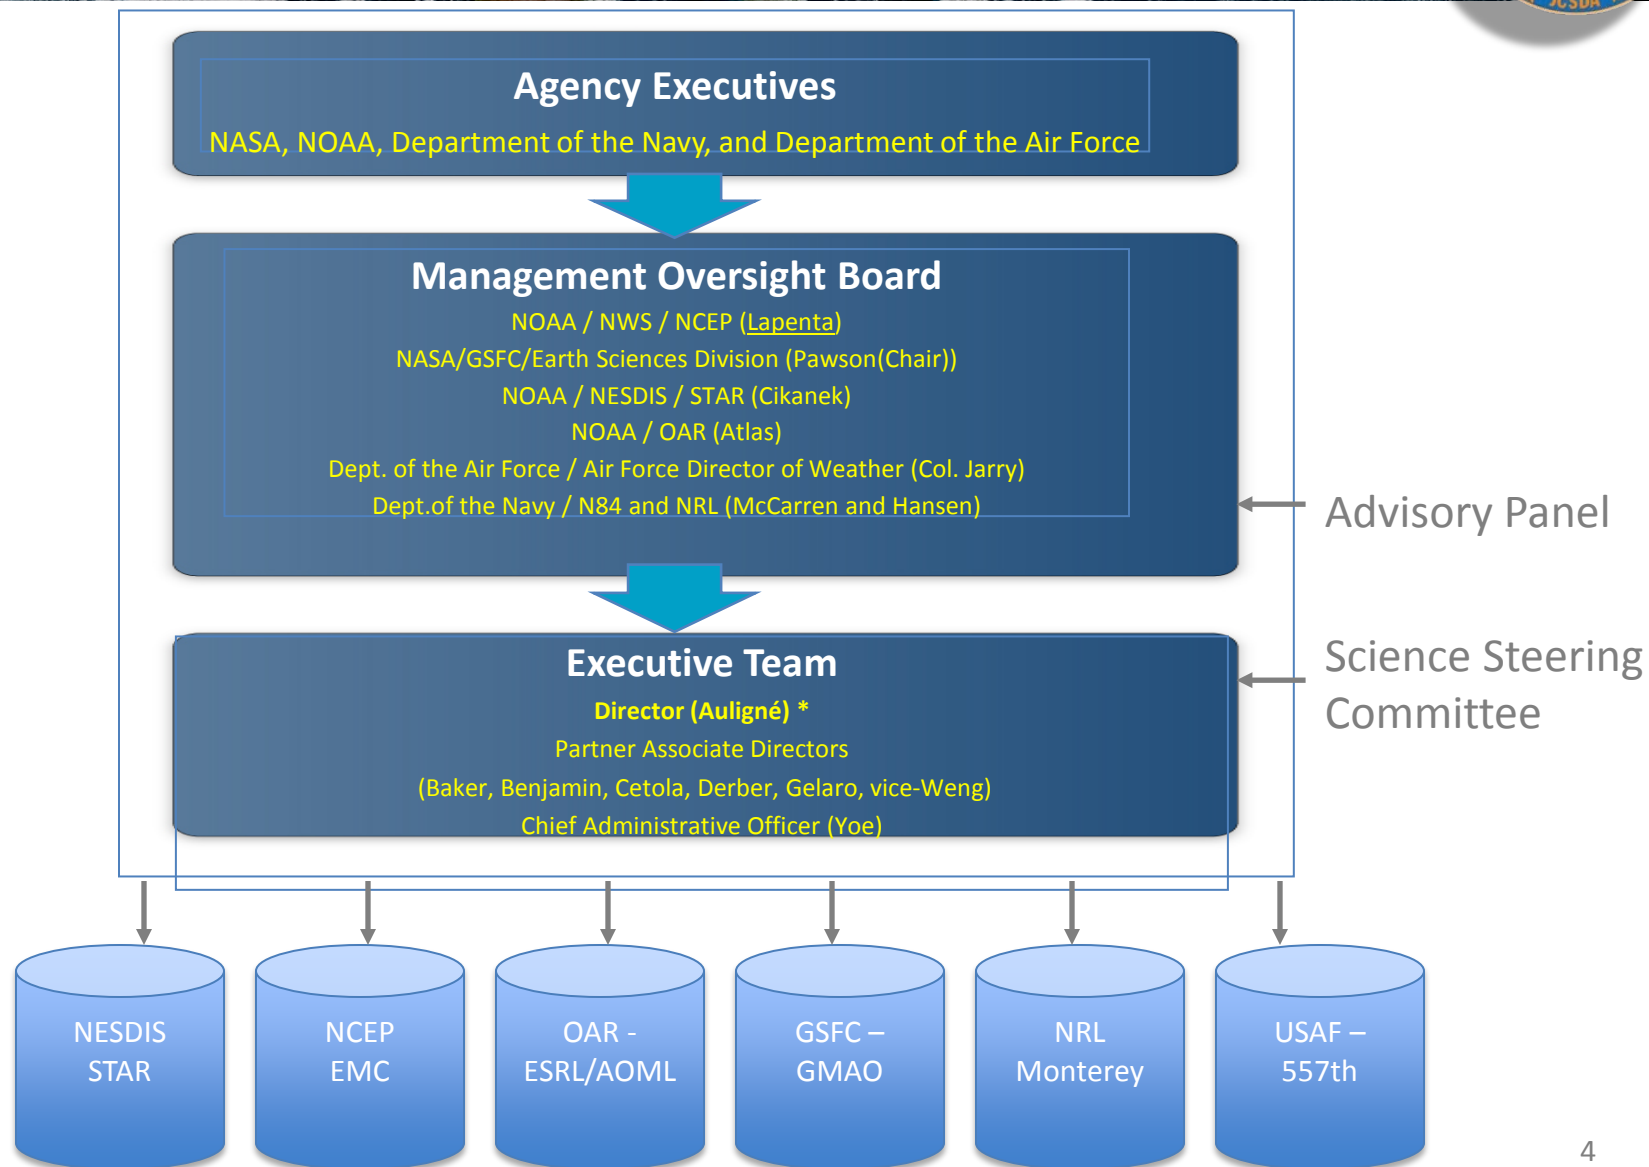 JCSDA
Agency Executives
NASA, NOAA, Department of the Navy, and Department of the Air Force
Management Oversight Board
NOAA / NWS / NCEP (Lapenta)
NASA/GSFC/Earth Sciences Division (Pawson(Chair))
NOAA / NESDIS / STAR (Cikanek)
NOAA / OAR (Atlas)
Dept. of the Air Force / Air Force Director of Weather (Col. Jarry)
Dept.of the Navy / N84 and NRL (McCarren and Hansen)
Advisory Panel
Executive Team
Director (Auligné) *
Partner Associate Directors
(Baker, Benjamin, Cetola, Derber, Gelaro, vice-Weng)
Chief Administrative Officer (Yoe)
Science Steering
Committee
NESDIS
STAR
NCEP
EMC
OAR -
ESRL/AOML
GSFC –
GMAO
NRL
Monterey
USAF –
557th
4